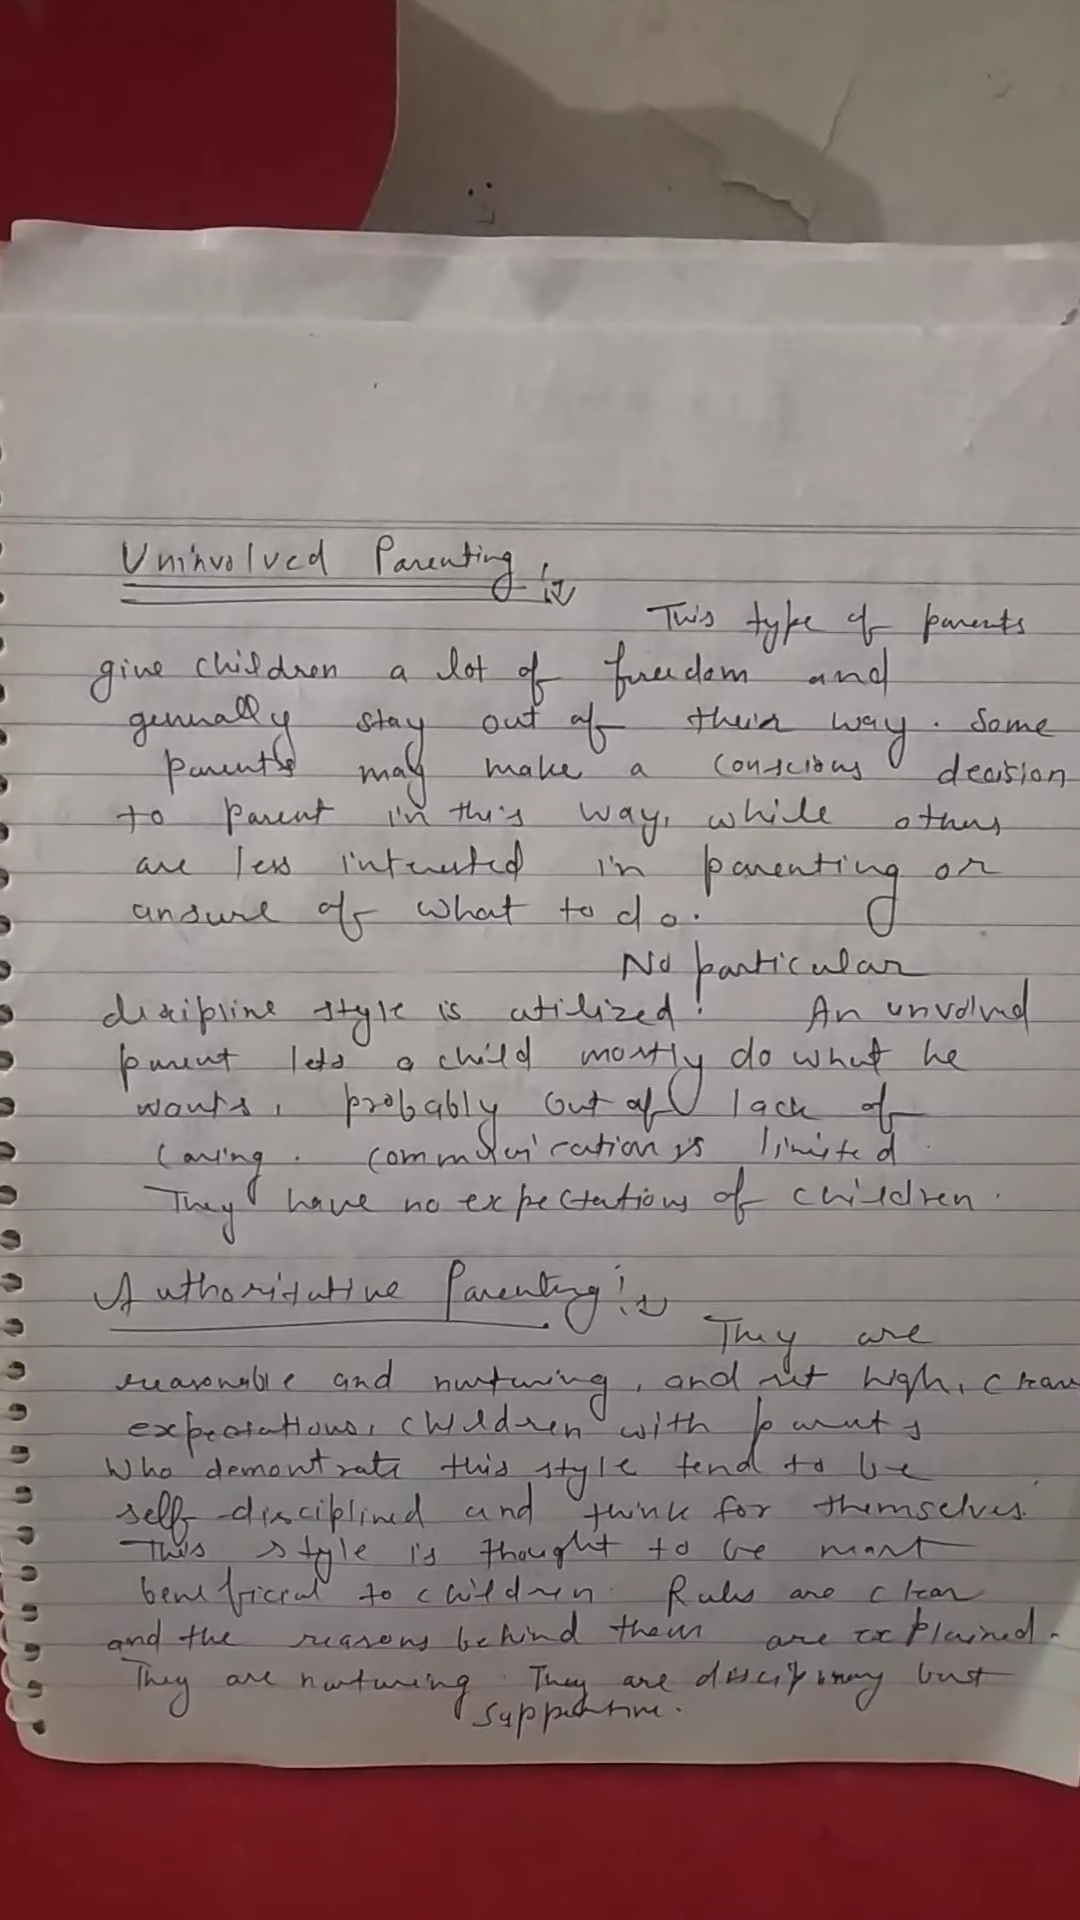 Uninvolved Parenting :-
This type of parents
give children a lot of freedom and
generally stay out of their way. Some
parents may make a conscious decision
to parent in this way, while others
are less interested in parenting or
unsure of what to do.
No particular
discipline style is utilized! An unvolved
parent lets a child mostly do what he
wants, probably out of lack of
caring. Communication is limited.
They have no expectations of children.
Authoritative Parenting :-
They are
reasonable and nurturing, and set high, clear
expectations, children with parents
who demontrate this style tend to be
self-disciplined and think for themselves.
This style is thought to be most
beneficial to children. Rules are clear
and the reasons behind them are explained.
They are nurturing. They are but
supportive.